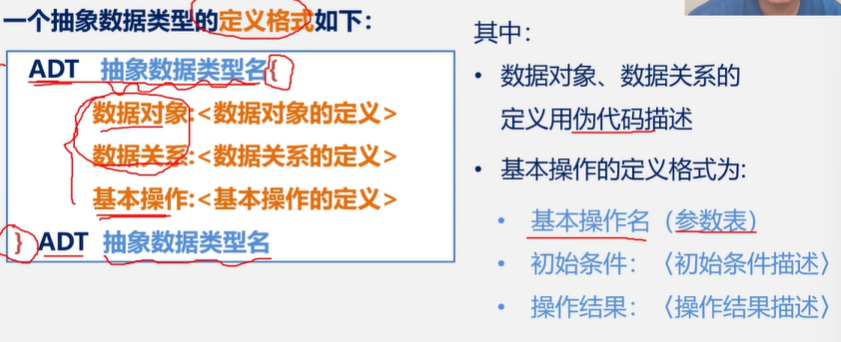 一个抽象数据类型的定义格式如下：
ADT 抽象数据类型名{
数据对象:<数据对象的定义>
数据关系:<数据关系的定义>
基本操作:<基本操作的定义>
} ADT 抽象数据类型名
其中：
• 数据对象、数据关系的
定义用伪代码描述
• 基本操作的定义格式为:
• 基本操作名（参数表）
• 初始条件：〈初始条件描述〉
• 操作结果：〈操作结果描述〉